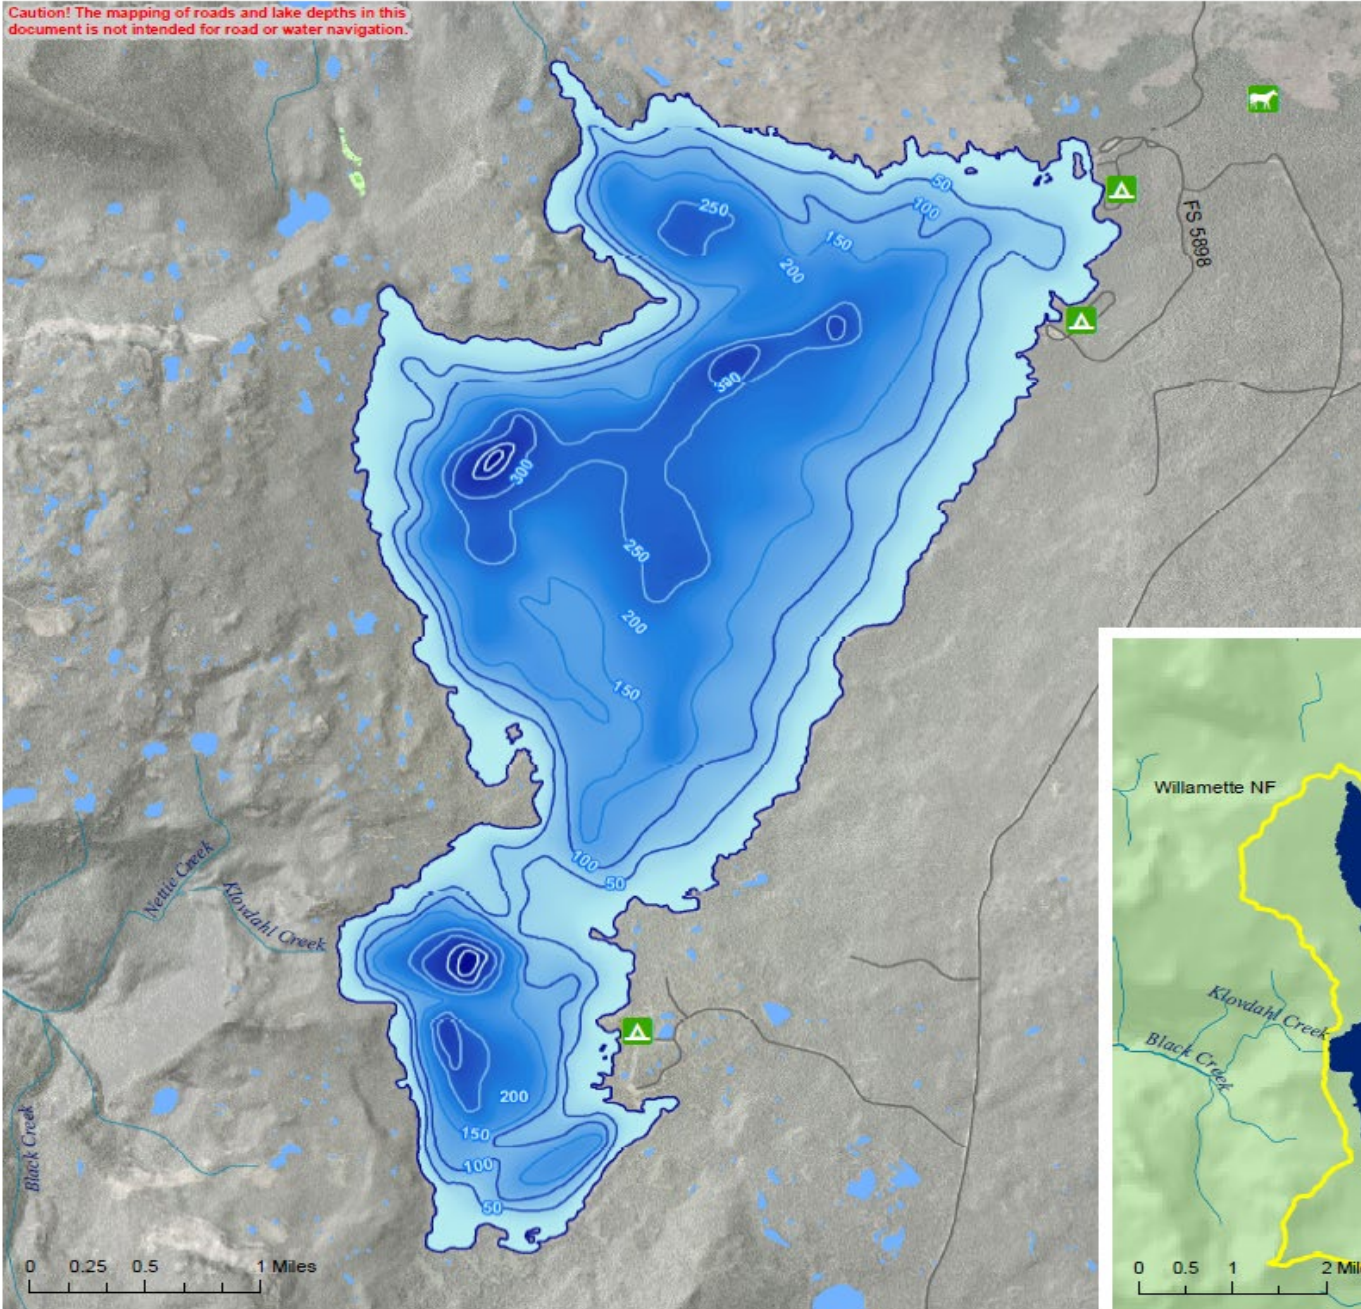 Caution! The mapping of roads and lake depths in this
document is not intended for road or water navigation.
50
100
250
150
200
FS 5898
300
300
250
200
150
100
50
Nettie Creek
Klovdahl Creek
200
150
100
50
Black Creek
0 0.25 0.5 1 Miles
Willamette NF
Klovdahl Creek
Black Creek
0 0.5 1 2